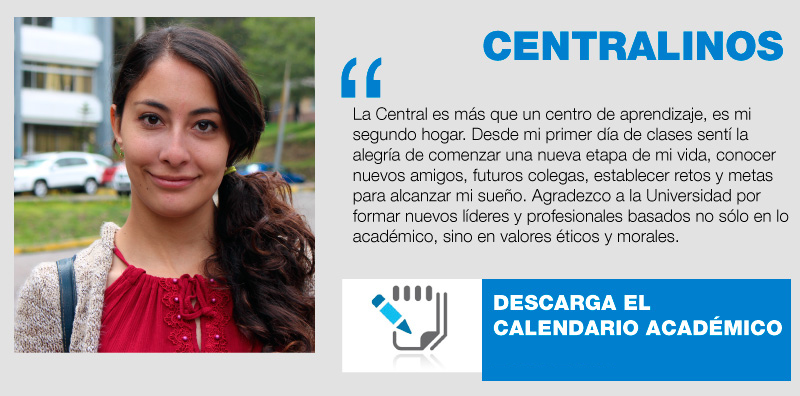 CENTRALINOS
“
La Central es más que un centro de aprendizaje, es mi
segundo hogar. Desde mi primer día de clases sentí la
alegría de comenzar una nueva etapa de mi vida, conocer
nuevos amigos, futuros colegas, establecer retos y metas
para alcanzar mi sueño. Agradezco a la Universidad por
formar nuevos líderes y profesionales basados no sólo en lo
académico, sino en valores éticos y morales.
DESCARGA EL
CALENDARIO ACADÉMICO